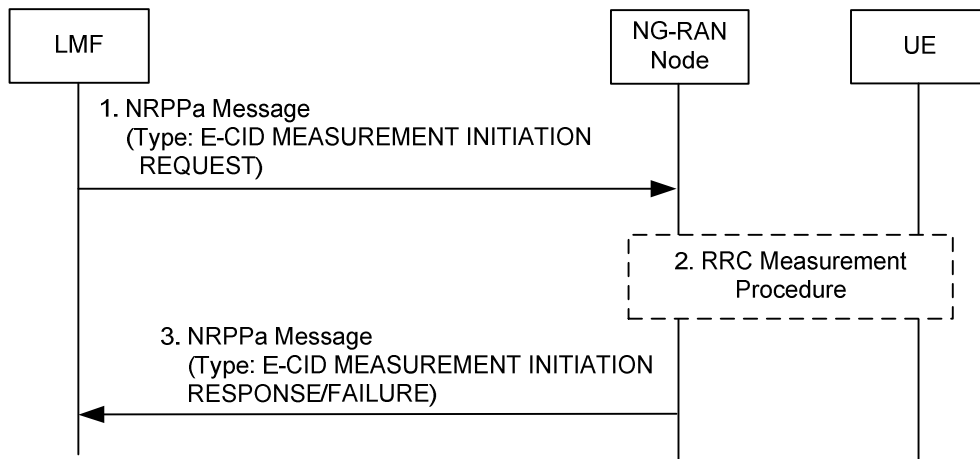 LMF
NG-RAN
Node
UE
1. NRPPa Message
(Type: E-CID MEASUREMENT INITIATION
REQUEST)
2. RRC Measurement
Procedure
3. NRPPa Message
(Type: E-CID MEASUREMENT INITIATION
RESPONSE/FAILURE)